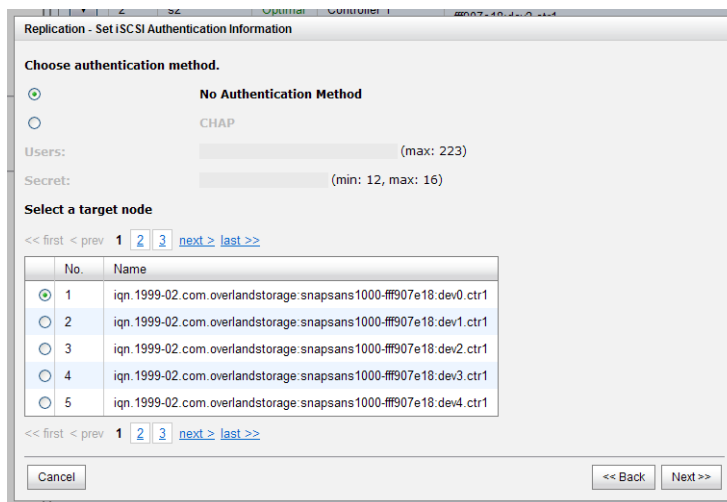 2 s2 Optimal Controller 1
fff907e18:dev2.ctr1
Replication - Set iSCSI Authentication Information
Choose authentication method.
No Authentication Method
CHAP
Users: (max: 223)
Secret: (min: 12, max: 16)
Select a target node
<< first < prev 1 2 3 next > last >>
No. Name
1 iqn.1999-02.com.overlandstorage:snapsans1000-fff907e18:dev0.ctr1
2 iqn.1999-02.com.overlandstorage:snapsans1000-fff907e18:dev1.ctr1
3 iqn.1999-02.com.overlandstorage:snapsans1000-fff907e18:dev2.ctr1
4 iqn.1999-02.com.overlandstorage:snapsans1000-fff907e18:dev3.ctr1
5 iqn.1999-02.com.overlandstorage:snapsans1000-fff907e18:dev4.ctr1
<< first < prev 1 2 3 next > last >>
Cancel << Back Next >>